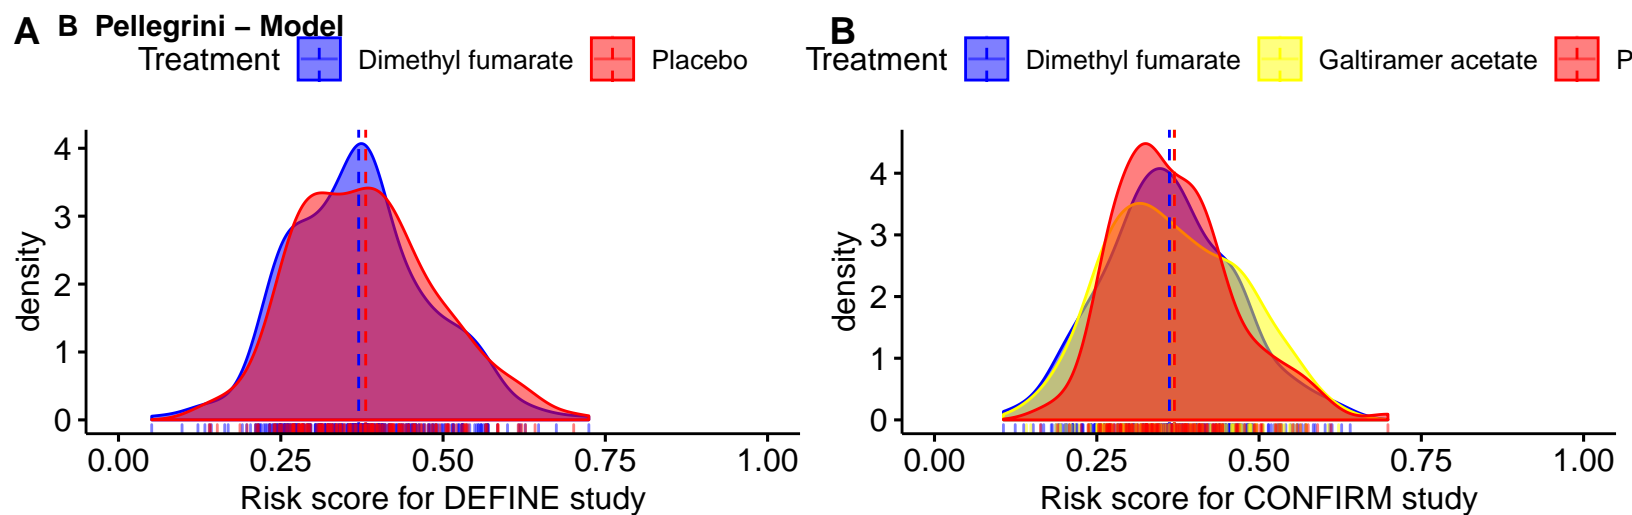 A B Pellegrini – Model
Treatment Dimethyl fumarate Placebo
density
4
3
2
1
0
0.00 0.25 0.50 0.75 1.00
Risk score for DEFINE study
B
Treatment Dimethyl fumarate Galtiramer acetate P
density
4
3
2
1
0
0.00 0.25 0.50 0.75 1.00
Risk score for CONFIRM study